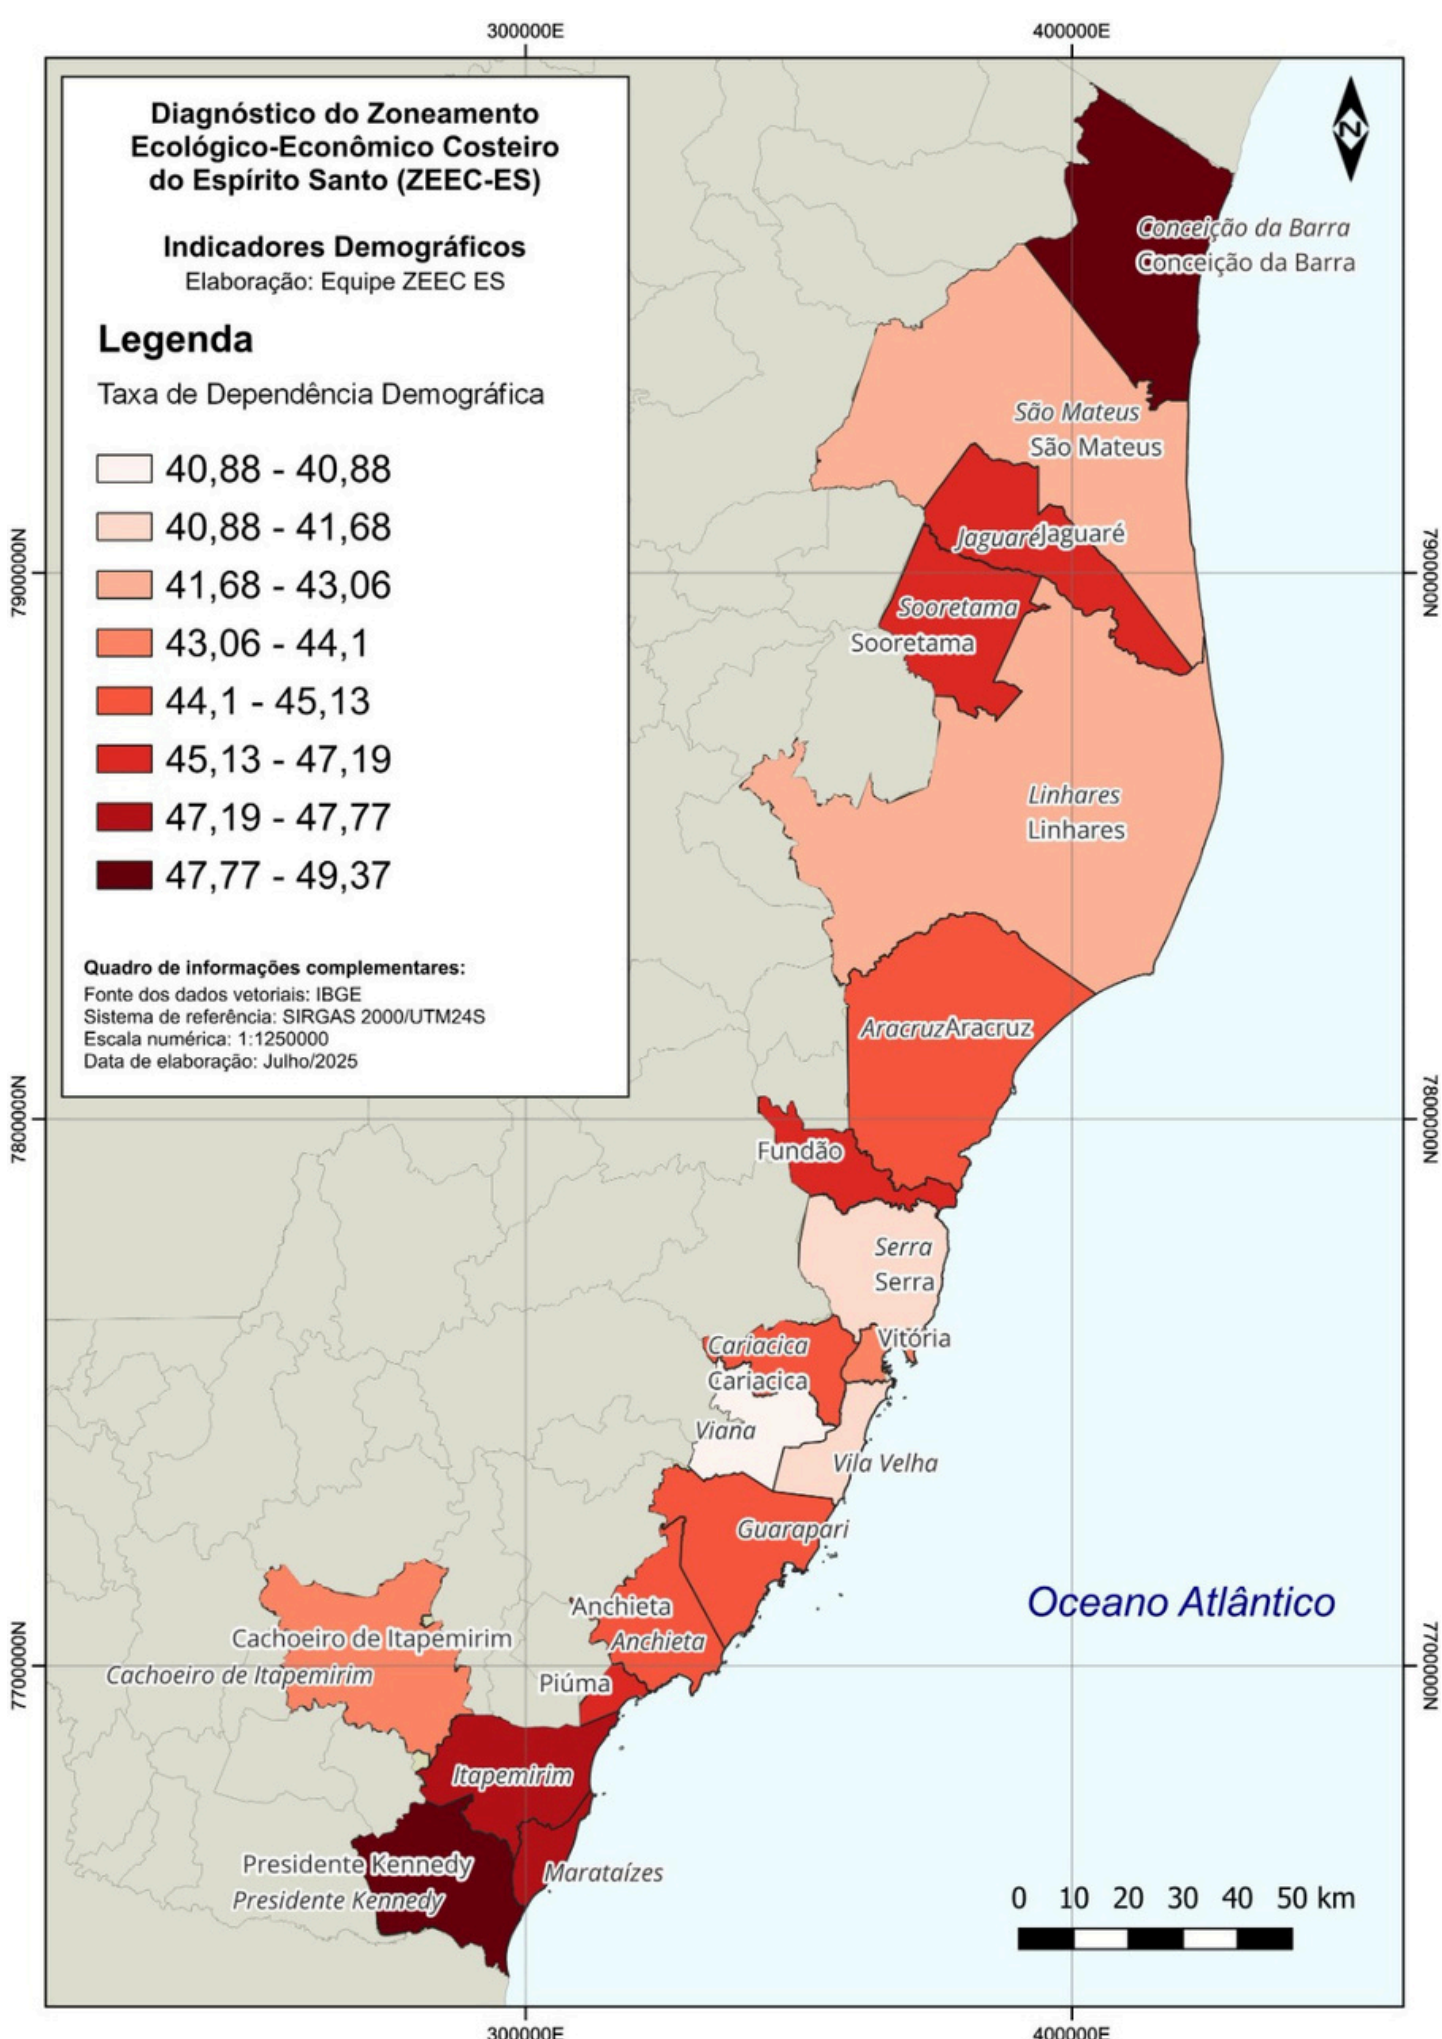 300000E
400000E
Diagnóstico do Zoneamento
Ecológico-Econômico Costeiro
do Espírito Santo (ZEEC-ES)
Indicadores Demográficos
Elaboração: Equipe ZEEC ES
Legenda
Taxa de Dependência Demográfica
40,88 - 40,88
40,88 - 41,68
41,68 - 43,06
43,06 - 44,1
44,1 - 45,13
45,13 - 47,19
47,19 - 47,77
47,77 - 49,37
Quadro de informações complementares:
Fonte dos dados vetoriais: IBGE
Sistema de referência: SIRGAS 2000/UTM24S
Escala numérica: 1:1250000
Data de elaboração: Julho/2025
N
Conceição da Barra
Conceição da Barra
São Mateus
São Mateus
Jaguaré
Jaguaré
7900000N
7900000N
Sooretama
Sooretama
Linhares
Linhares
Aracruz
Aracruz
7800000N
7800000N
Fundão
Serra
Serra
Vitória
Cariacica
Cariacica
Viana
Vila Velha
Guarapari
Anchieta
Anchieta
Oceano Atlântico
Cachoeiro de Itapemirim
Cachoeiro de Itapemirim
7700000N
7700000N
Piúma
Itapemirim
Presidente Kennedy
Presidente Kennedy
Marataízes
0 10 20 30 40 50 km
300000E
400000E